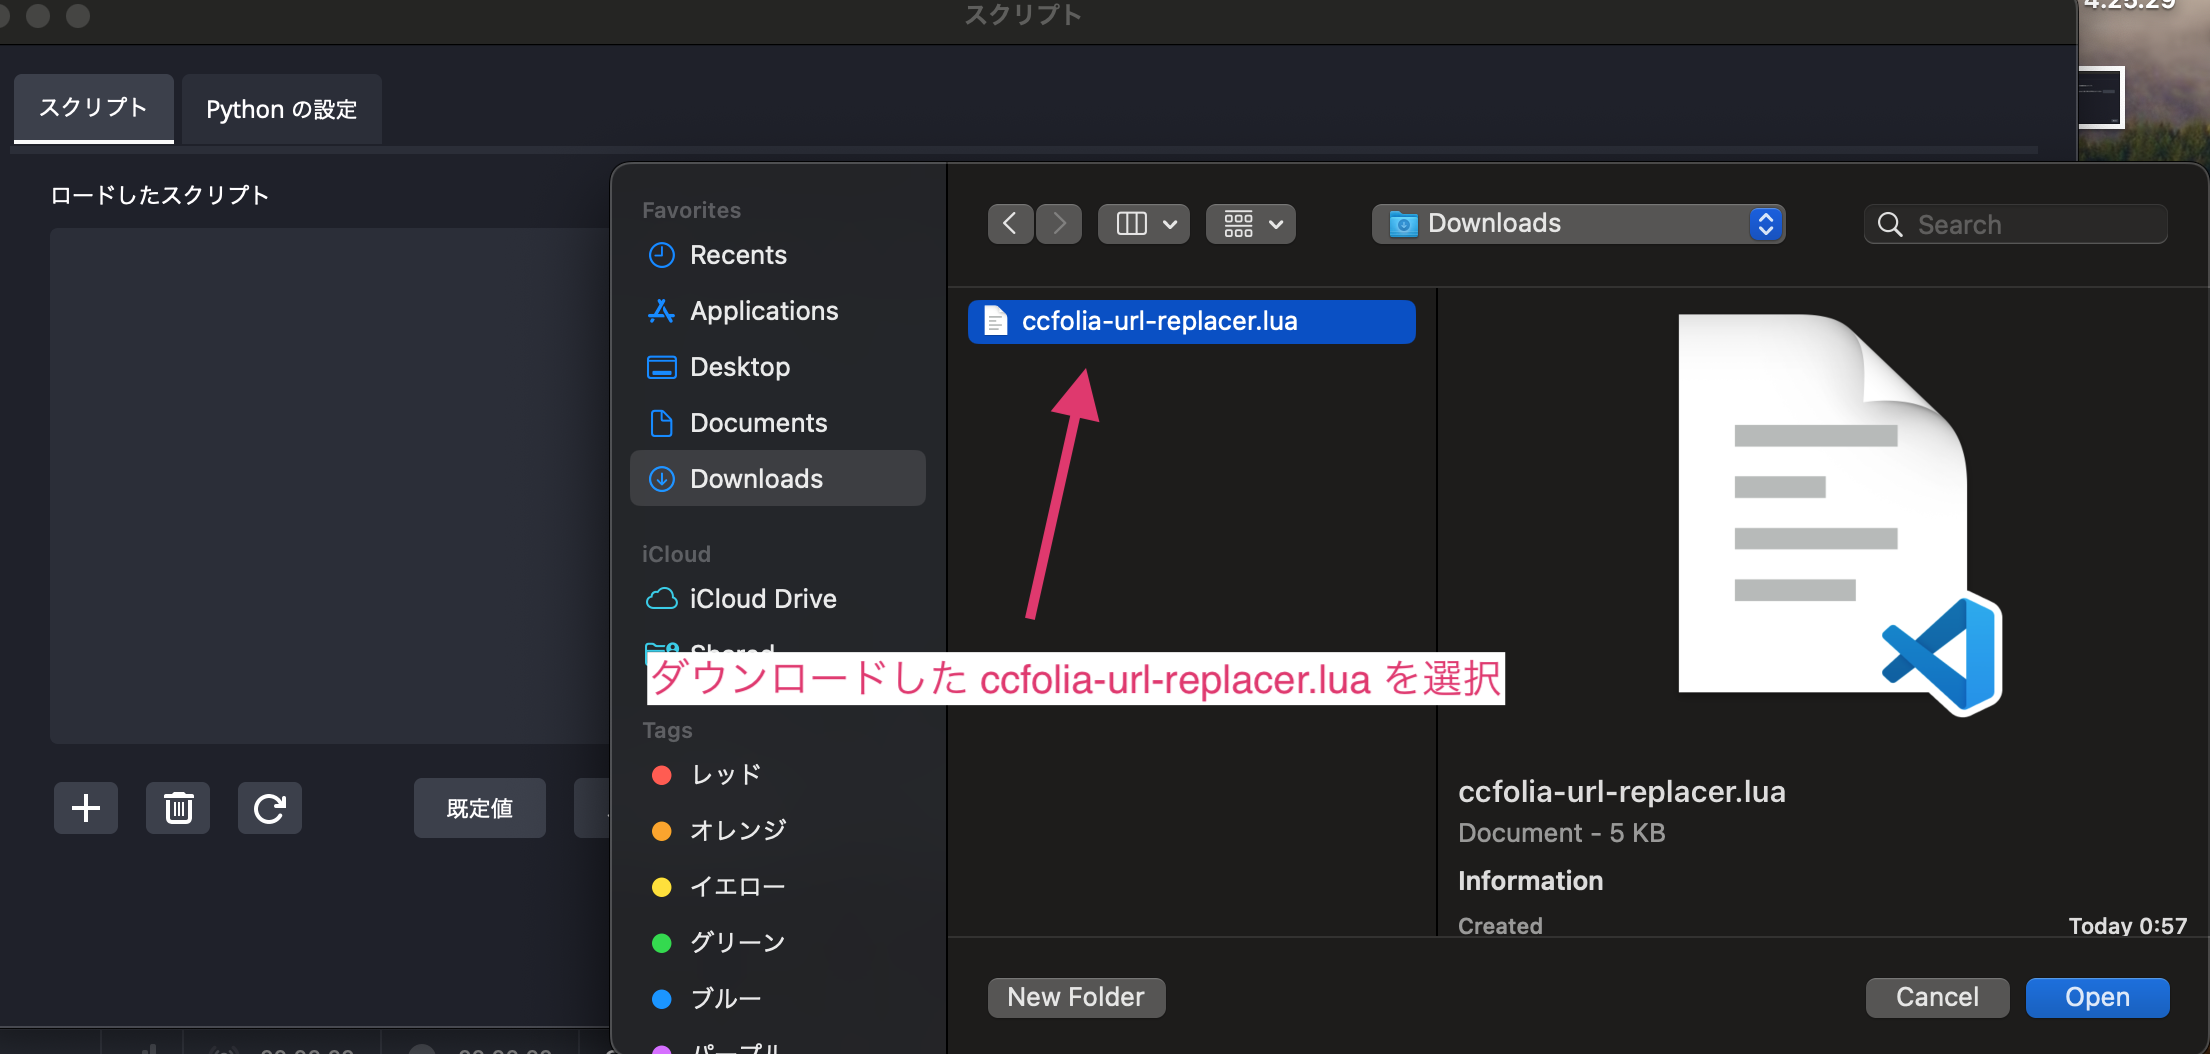 スクリプト
スクリプト
Python の設定
ロードしたスクリプト
既定値
Favorites
Recents
Applications
Desktop
Documents
Downloads
iCloud
iCloud Drive
Shared
Tags
レッド
オレンジ
イエロー
グリーン
ブルー
パープル
Downloads
Search
ccfolia-url-replacer.lua
ダウンロードした ccfolia-url-replacer.lua を選択
ccfolia-url-replacer.lua
Document - 5 KB
Information
Created
Today 0:57
New Folder
Cancel
Open